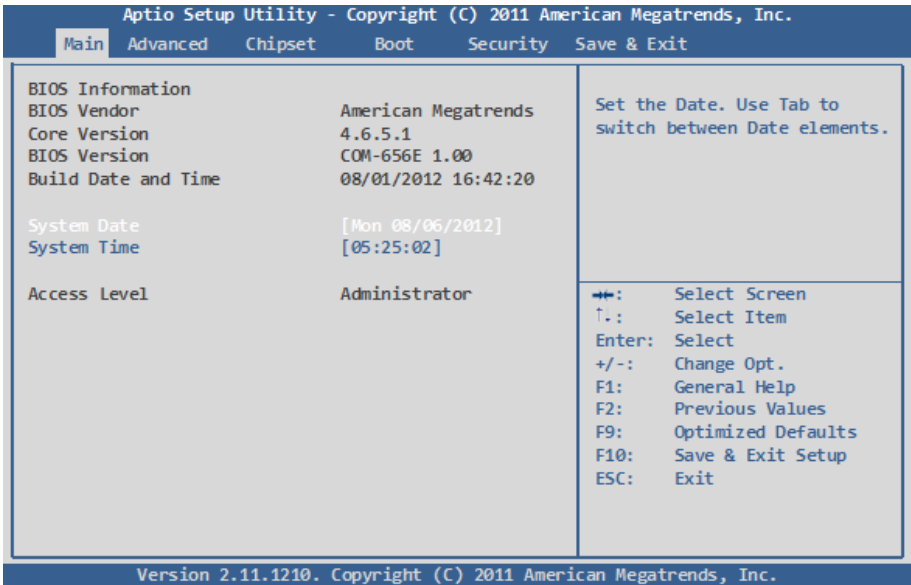 Aptio Setup Utility - Copyright (C) 2011 American Megatrends, Inc.
Main Advanced Chipset Boot Security Save & Exit
BIOS Information
BIOS Vendor American Megatrends
Core Version 4.6.5.1
BIOS Version COM-656E 1.00
Build Date and Time 08/01/2012 16:42:20
System Date [Mon 08/06/2012]
System Time [05:25:02]
Access Level Administrator
Set the Date. Use Tab to
switch between Date elements.
→←: Select Screen
↑↓: Select Item
Enter: Select
+/-: Change Opt.
F1: General Help
F2: Previous Values
F9: Optimized Defaults
F10: Save & Exit Setup
ESC: Exit
Version 2.11.1210. Copyright (C) 2011 American Megatrends, Inc.